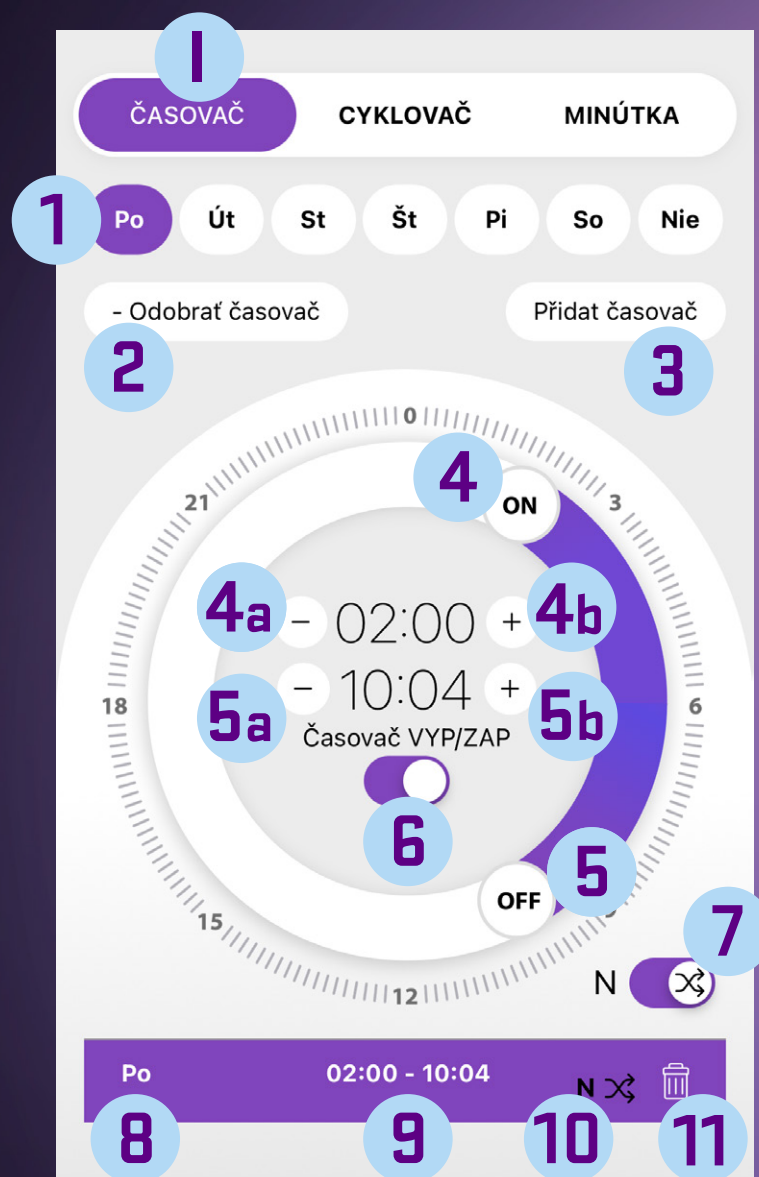 I
ČASOVAČ CYKLOVAČ MINÚTKA
1 Po Út St Št Pi So Nie
- Odobrať časovač Přidat časovač
2 3
0
4 ON
21 3
4a - 02:00 + 4b
5a - 10:04 + 5b
18 6
Časovač VYP/ZAP
6
5
OFF
15
7
N
12
Po 02:00 - 10:04 N
8 9 10 11